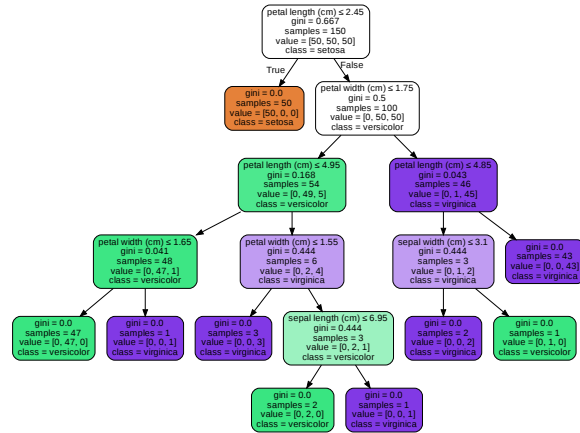 petal length (cm) ≤ 2.45
gini = 0.667
samples = 150
value = [50, 50, 50]
class = setosa
True
False
gini = 0.0
samples = 50
value = [50, 0, 0]
class = setosa
petal width (cm) ≤ 1.75
gini = 0.5
samples = 100
value = [0, 50, 50]
class = versicolor
petal length (cm) ≤ 4.95
gini = 0.168
samples = 54
value = [0, 49, 5]
class = versicolor
petal length (cm) ≤ 4.85
gini = 0.043
samples = 46
value = [0, 1, 45]
class = virginica
petal width (cm) ≤ 1.65
gini = 0.041
samples = 48
value = [0, 47, 1]
class = versicolor
petal width (cm) ≤ 1.55
gini = 0.444
samples = 6
value = [0, 2, 4]
class = virginica
sepal width (cm) ≤ 3.1
gini = 0.444
samples = 3
value = [0, 1, 2]
class = virginica
gini = 0.0
samples = 43
value = [0, 0, 43]
class = virginica
gini = 0.0
samples = 47
value = [0, 47, 0]
class = versicolor
gini = 0.0
samples = 1
value = [0, 0, 1]
class = virginica
gini = 0.0
samples = 3
value = [0, 0, 3]
class = virginica
sepal length (cm) ≤ 6.95
gini = 0.444
samples = 3
value = [0, 2, 1]
class = versicolor
gini = 0.0
samples = 2
value = [0, 0, 2]
class = virginica
gini = 0.0
samples = 1
value = [0, 1, 0]
class = versicolor
gini = 0.0
samples = 2
value = [0, 2, 0]
class = versicolor
gini = 0.0
samples = 1
value = [0, 0, 1]
class = virginica